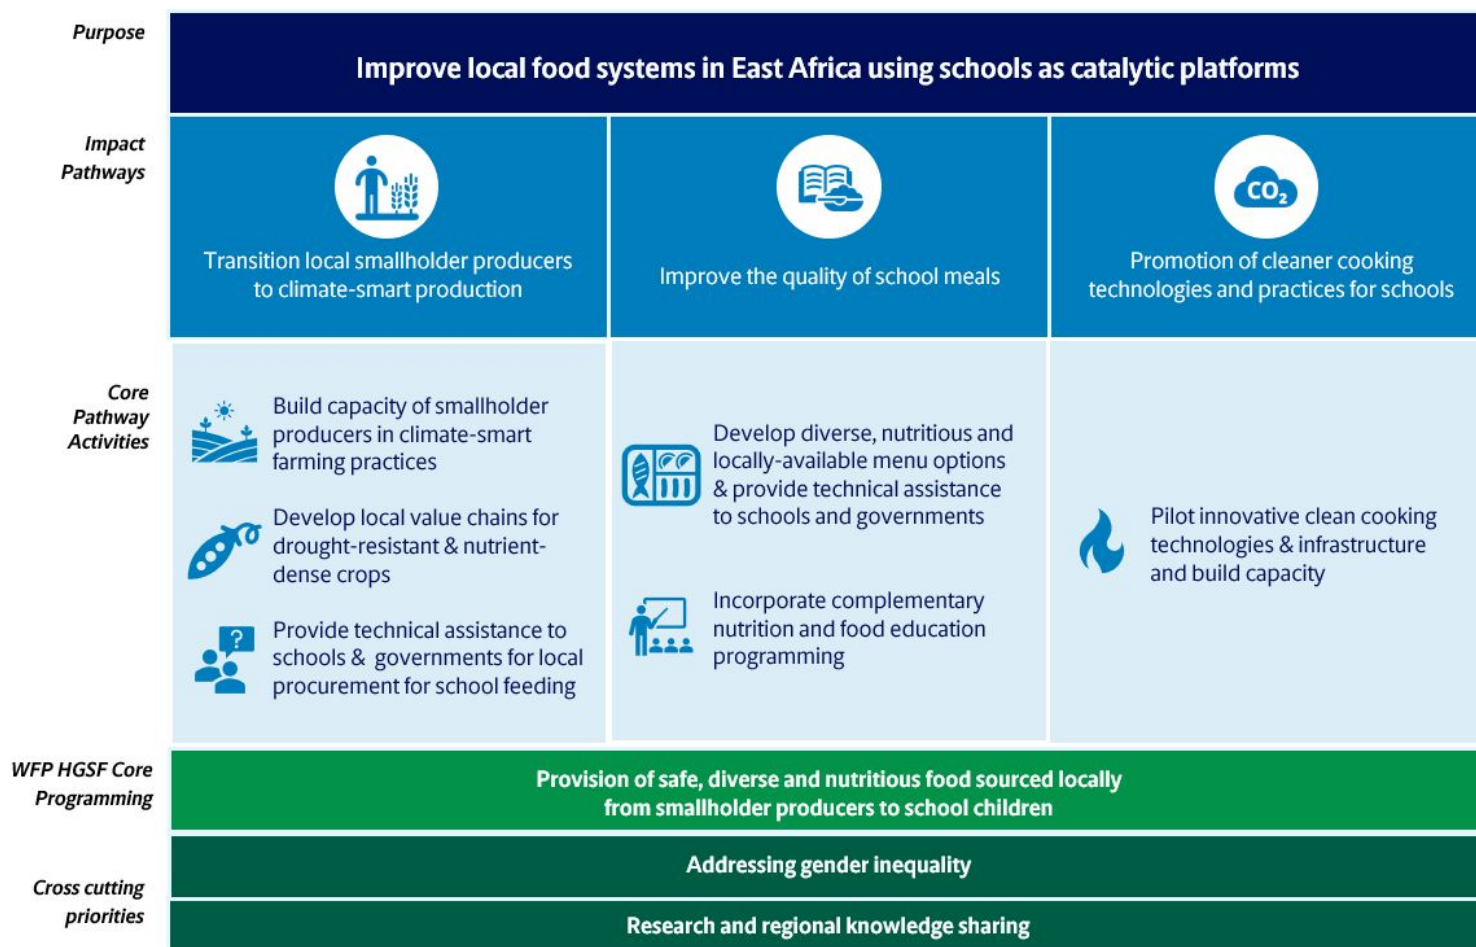 Purpose
Improve local food systems in East Africa using schools as catalytic platforms
Impact
Pathways
Transition local smallholder producers
to climate-smart production
Improve the quality of school meals
CO₂
Promotion of cleaner cooking
technologies and practices for schools
Core
Pathway
Activities
Build capacity of smallholder
producers in climate-smart
farming practices
Develop local value chains for
drought-resistant & nutrient-
dense crops
?
Provide technical assistance to
schools & governments for local
procurement for school feeding
Develop diverse, nutritious and
locally-available menu options
& provide technical assistance
to schools and governments
Incorporate complementary
nutrition and food education
programming
Pilot innovative clean cooking
technologies & infrastructure
and build capacity
WFP HGSF Core
Programming
Provision of safe, diverse and nutritious food sourced locally
from smallholder producers to school children
Cross cutting
priorities
Addressing gender inequality
Research and regional knowledge sharing